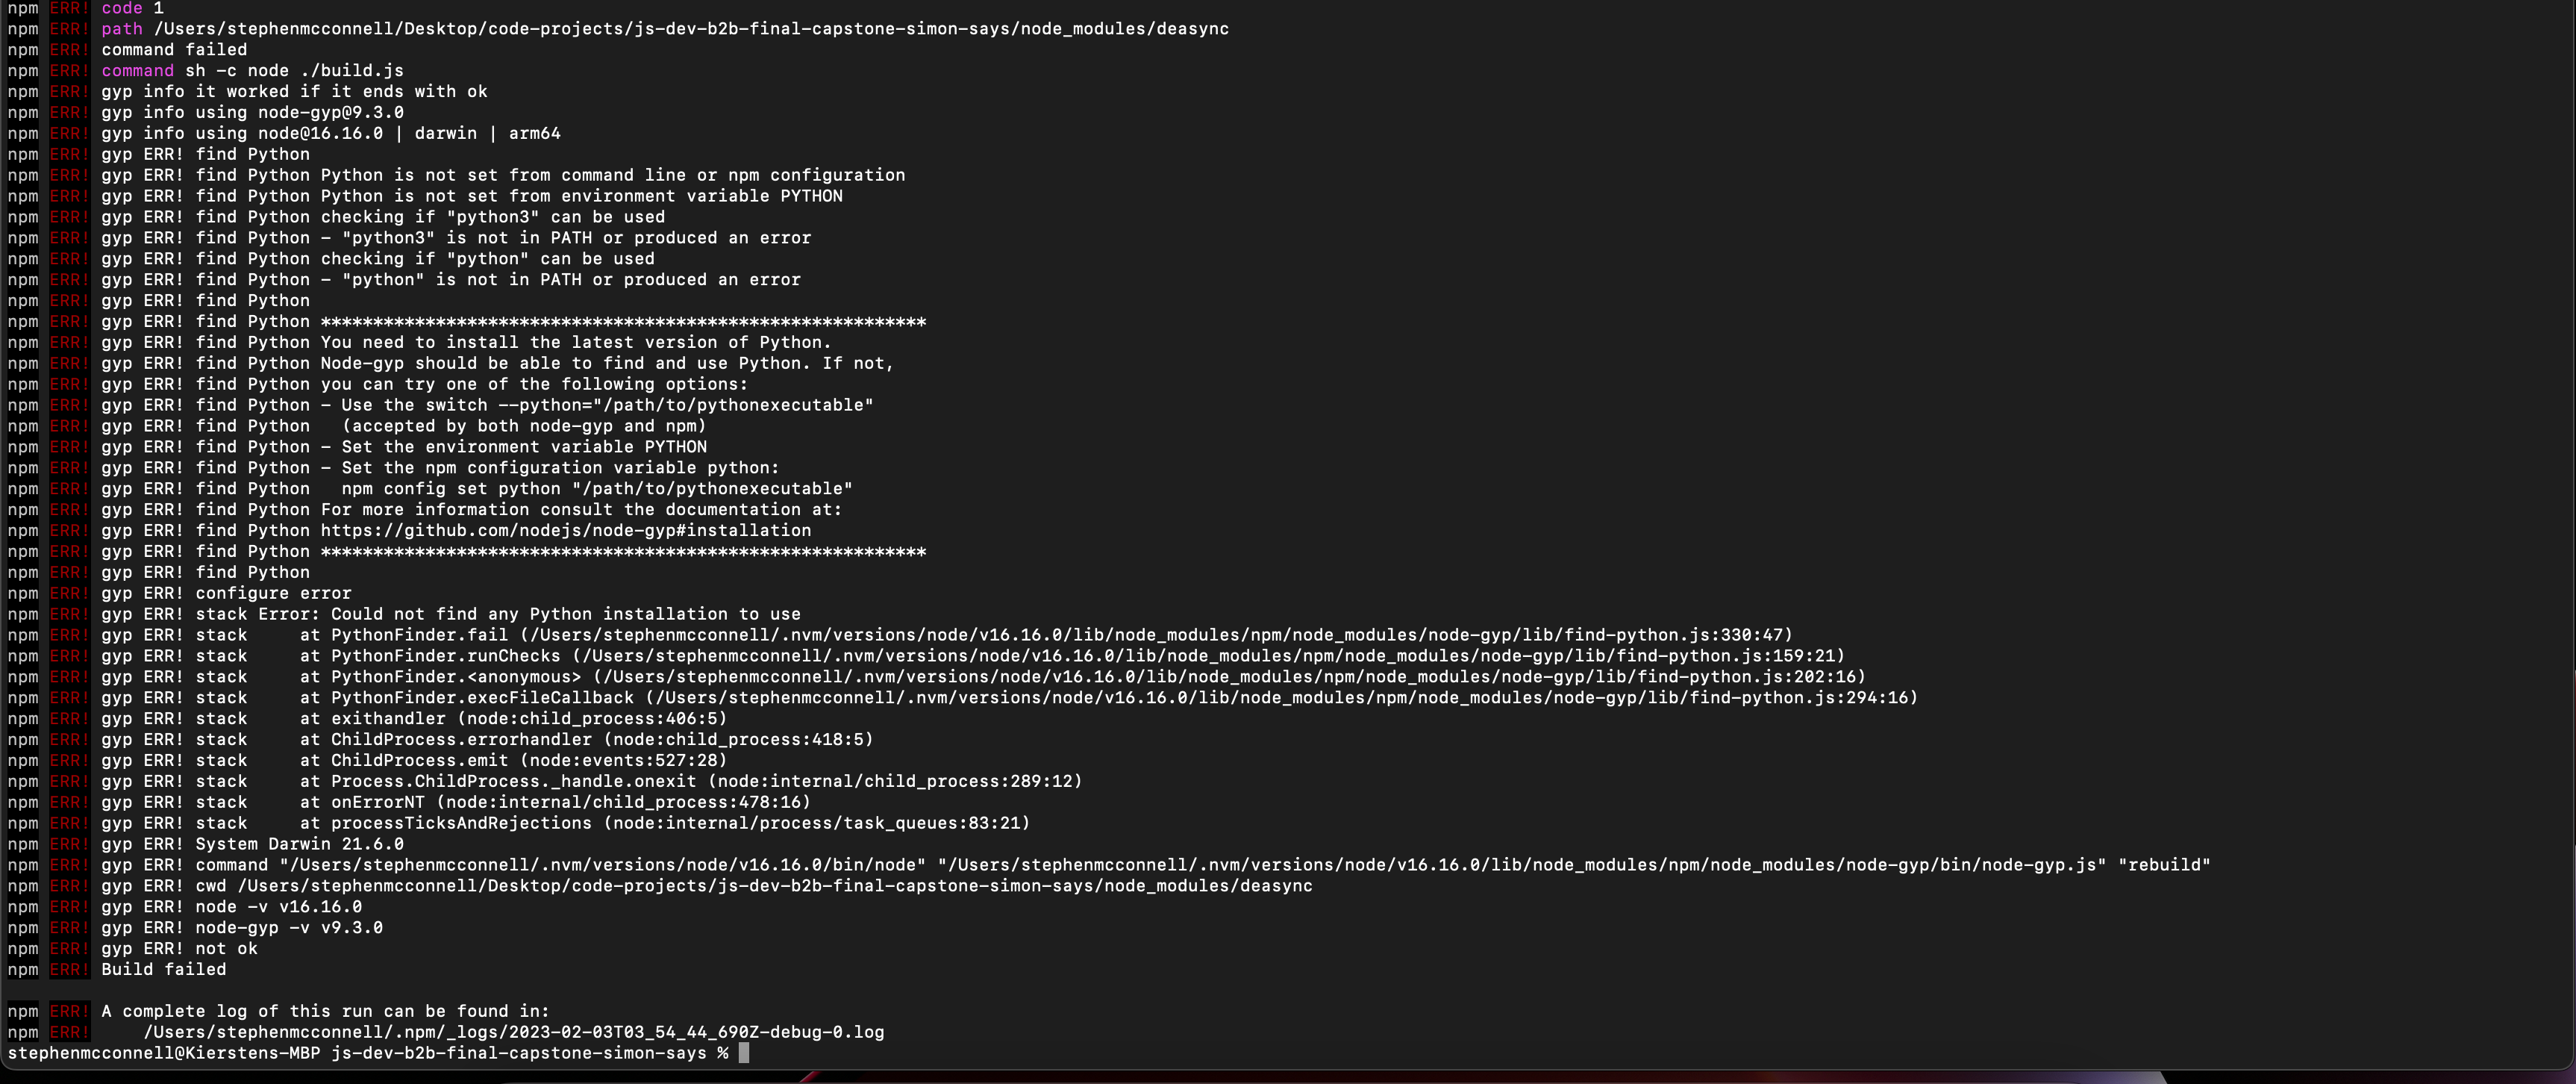 npm ERR! code 1
npm ERR! path /Users/stephenmcconnell/Desktop/code-projects/js-dev-b2b-final-capstone-simon-says/node_modules/deasync
npm ERR! command failed
npm ERR! command sh -c node ./build.js
npm ERR! gyp info it worked if it ends with ok
npm ERR! gyp info using node-gyp@9.3.0
npm ERR! gyp info using node@16.16.0 | darwin | arm64
npm ERR! gyp ERR! find Python
npm ERR! gyp ERR! find Python Python is not set from command line or npm configuration
npm ERR! gyp ERR! find Python Python is not set from environment variable PYTHON
npm ERR! gyp ERR! find Python checking if "python3" can be used
npm ERR! gyp ERR! find Python - "python3" is not in PATH or produced an error
npm ERR! gyp ERR! find Python checking if "python" can be used
npm ERR! gyp ERR! find Python - "python" is not in PATH or produced an error
npm ERR! gyp ERR! find Python
npm ERR! gyp ERR! find Python **********************************************************
npm ERR! gyp ERR! find Python You need to install the latest version of Python.
npm ERR! gyp ERR! find Python Node-gyp should be able to find and use Python. If not,
npm ERR! gyp ERR! find Python you can try one of the following options:
npm ERR! gyp ERR! find Python - Use the switch --python="/path/to/pythonexecutable"
npm ERR! gyp ERR! find Python   (accepted by both node-gyp and npm)
npm ERR! gyp ERR! find Python - Set the environment variable PYTHON
npm ERR! gyp ERR! find Python - Set the npm configuration variable python:
npm ERR! gyp ERR! find Python   npm config set python "/path/to/pythonexecutable"
npm ERR! gyp ERR! find Python For more information consult the documentation at:
npm ERR! gyp ERR! find Python https://github.com/nodejs/node-gyp#installation
npm ERR! gyp ERR! find Python **********************************************************
npm ERR! gyp ERR! find Python
npm ERR! gyp ERR! configure error
npm ERR! gyp ERR! stack Error: Could not find any Python installation to use
npm ERR! gyp ERR! stack     at PythonFinder.fail (/Users/stephenmcconnell/.nvm/versions/node/v16.16.0/lib/node_modules/npm/node_modules/node-gyp/lib/find-python.js:330:47)
npm ERR! gyp ERR! stack     at PythonFinder.runChecks (/Users/stephenmcconnell/.nvm/versions/node/v16.16.0/lib/node_modules/npm/node_modules/node-gyp/lib/find-python.js:159:21)
npm ERR! gyp ERR! stack     at PythonFinder.<anonymous> (/Users/stephenmcconnell/.nvm/versions/node/v16.16.0/lib/node_modules/npm/node_modules/node-gyp/lib/find-python.js:202:16)
npm ERR! gyp ERR! stack     at PythonFinder.execFileCallback (/Users/stephenmcconnell/.nvm/versions/node/v16.16.0/lib/node_modules/npm/node_modules/node-gyp/lib/find-python.js:294:16)
npm ERR! gyp ERR! stack     at exithandler (node:child_process:406:5)
npm ERR! gyp ERR! stack     at ChildProcess.errorhandler (node:child_process:418:5)
npm ERR! gyp ERR! stack     at ChildProcess.emit (node:events:527:28)
npm ERR! gyp ERR! stack     at Process.ChildProcess._handle.onexit (node:internal/child_process:289:12)
npm ERR! gyp ERR! stack     at onErrorNT (node:internal/child_process:478:16)
npm ERR! gyp ERR! stack     at processTicksAndRejections (node:internal/process/task_queues:83:21)
npm ERR! gyp ERR! System Darwin 21.6.0
npm ERR! gyp ERR! command "/Users/stephenmcconnell/.nvm/versions/node/v16.16.0/bin/node" "/Users/stephenmcconnell/.nvm/versions/node/v16.16.0/lib/node_modules/npm/node_modules/node-gyp/bin/node-gyp.js" "rebuild"
npm ERR! gyp ERR! cwd /Users/stephenmcconnell/Desktop/code-projects/js-dev-b2b-final-capstone-simon-says/node_modules/deasync
npm ERR! gyp ERR! node -v v16.16.0
npm ERR! gyp ERR! node-gyp -v v9.3.0
npm ERR! gyp ERR! not ok
npm ERR! Build failed
npm ERR! A complete log of this run can be found in:
npm ERR!     /Users/stephenmcconnell/.npm/_logs/2023-02-03T03_54_44_690Z-debug-0.log
stephenmcconnell@Kierstens-MBP js-dev-b2b-final-capstone-simon-says %